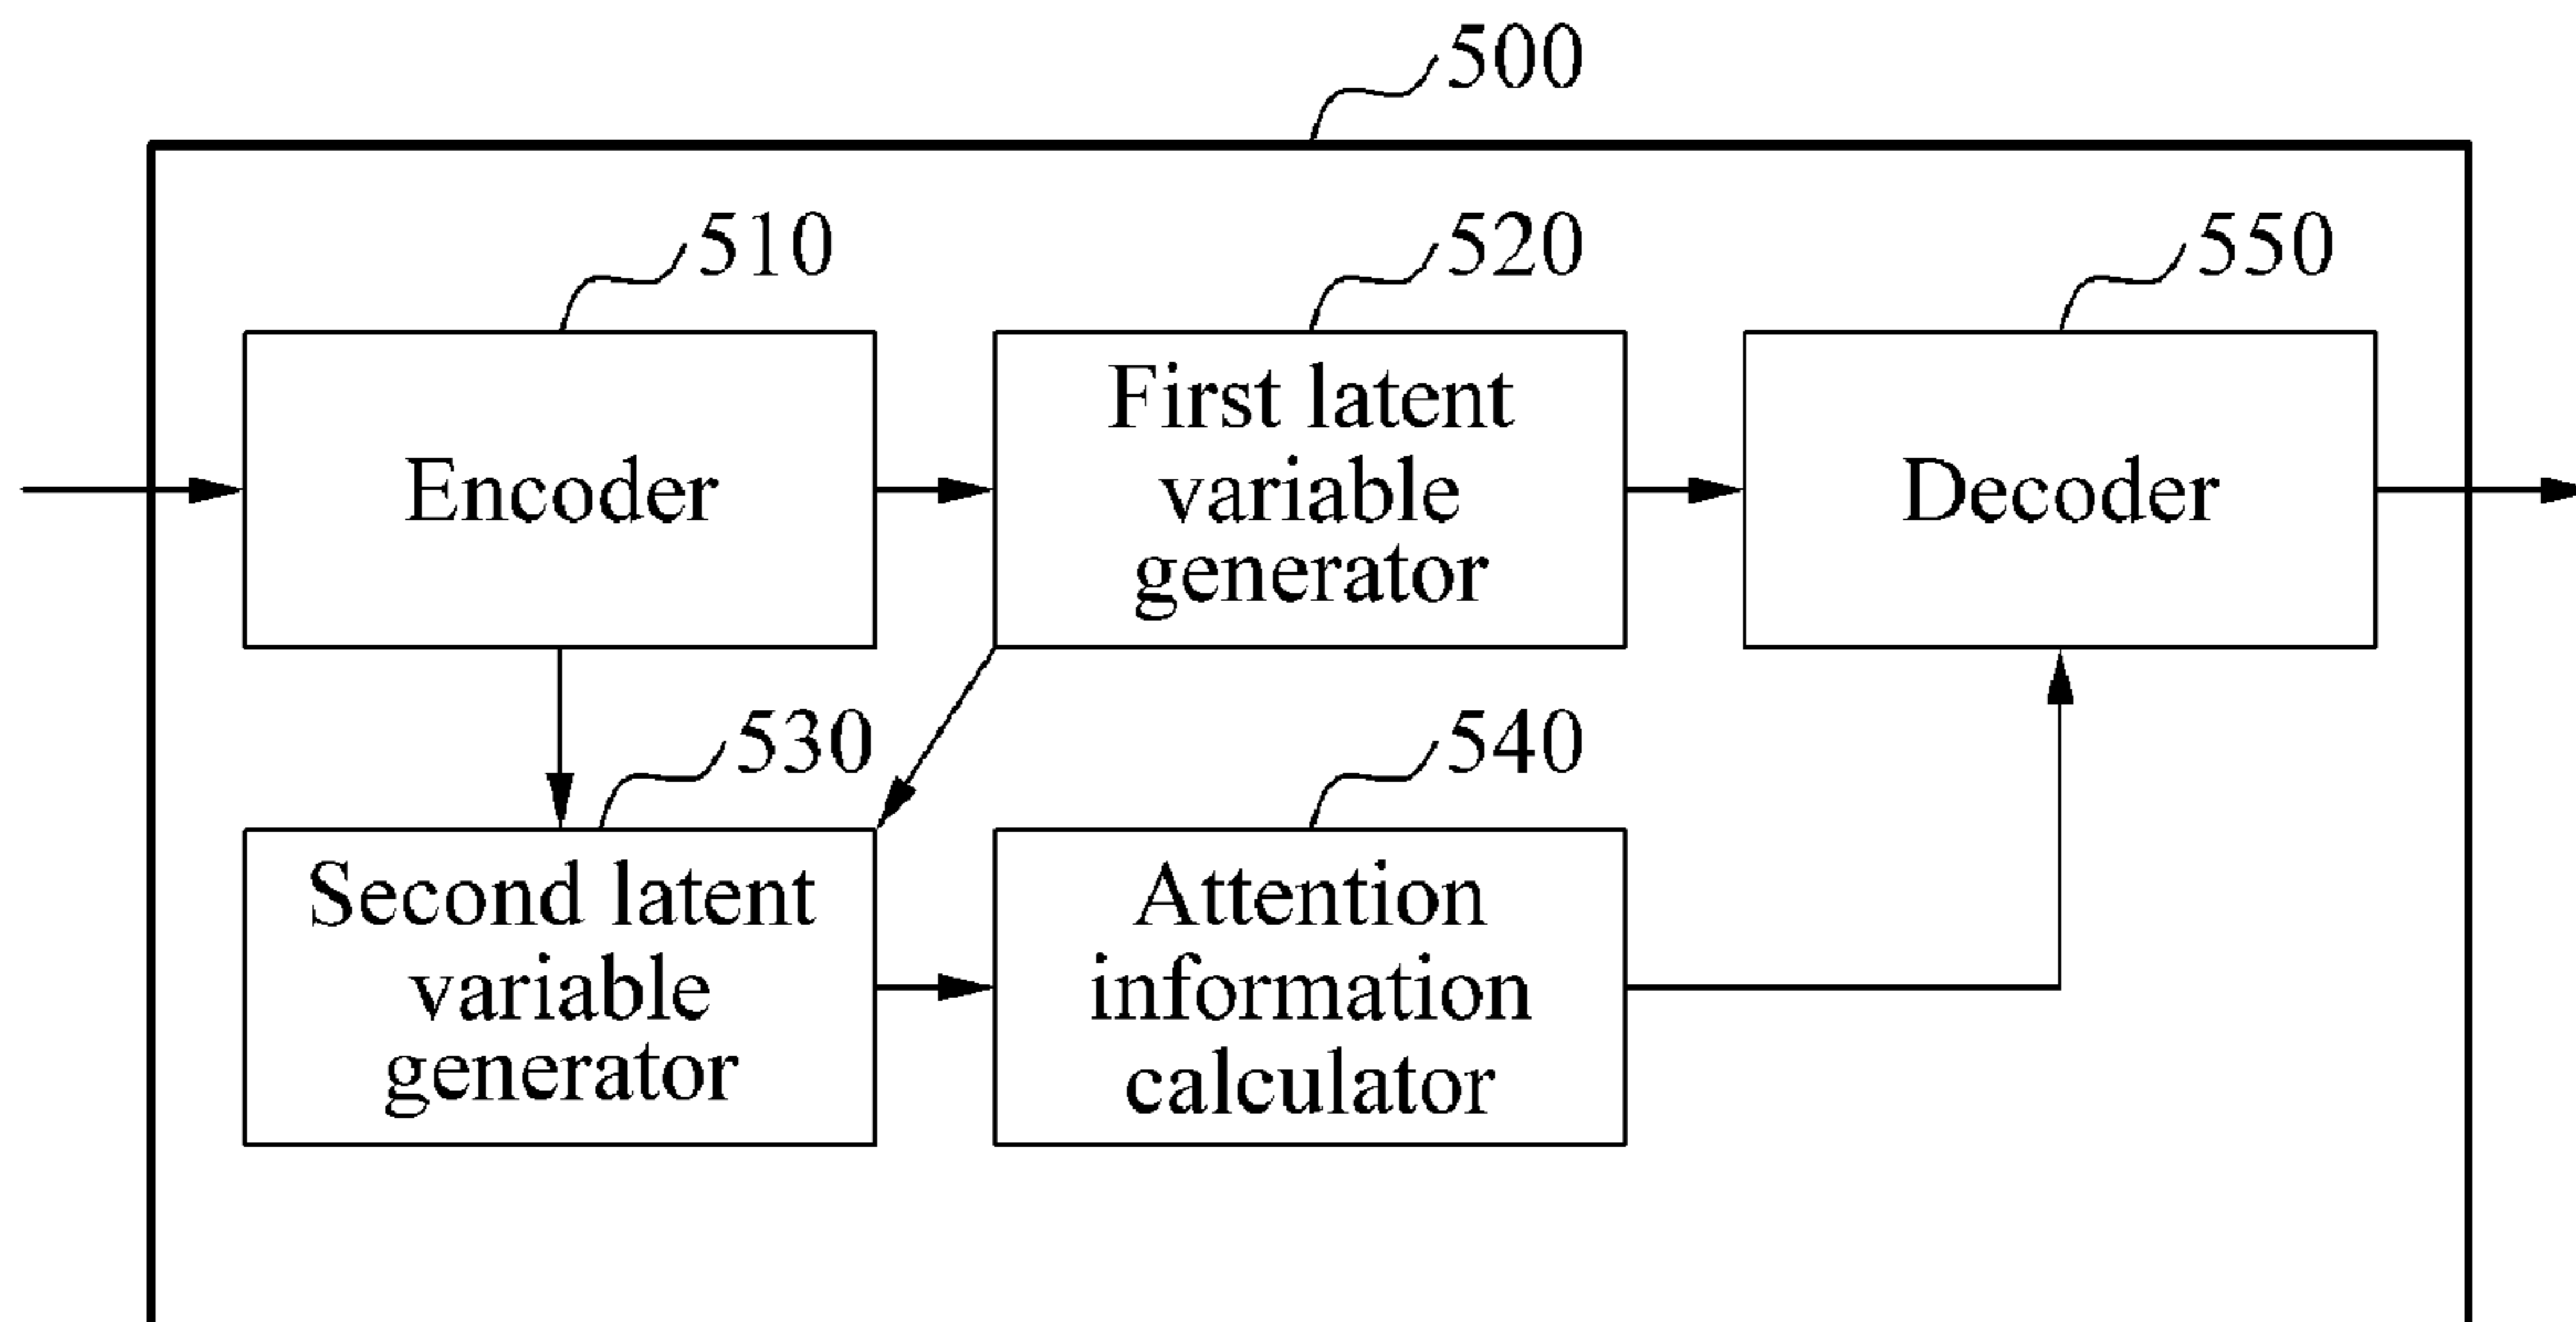 500
510
520
550
Encoder
First latent
variable
generator
Decoder
530
540
Second latent
variable
generator
Attention
information
calculator